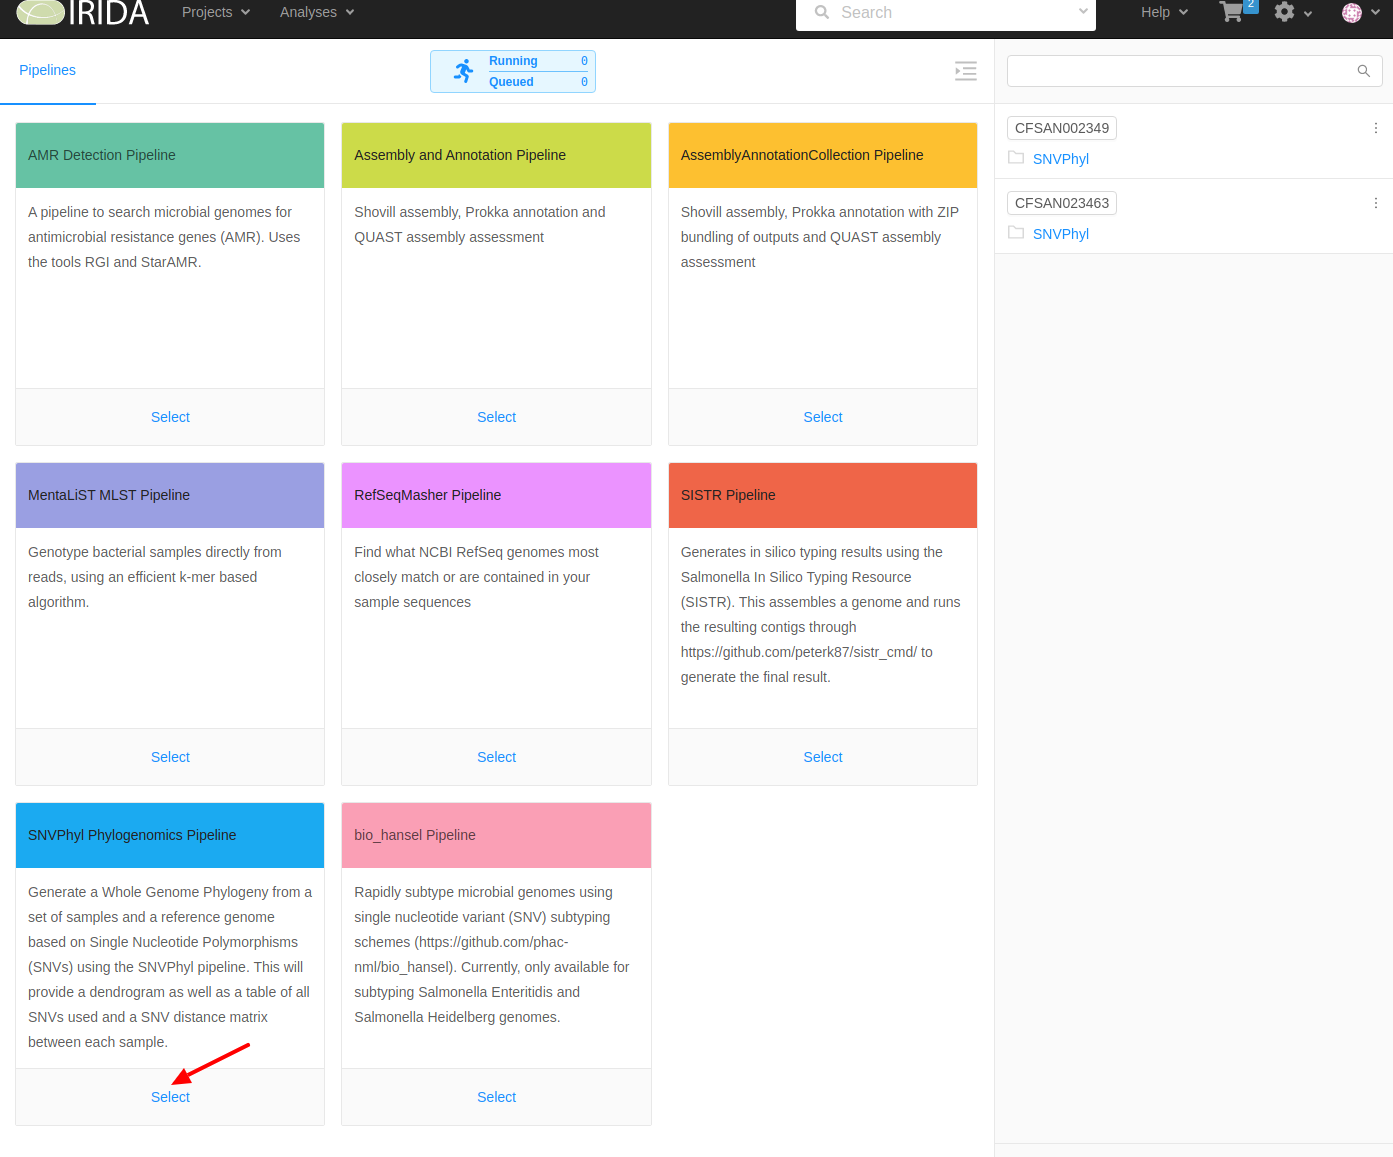 IRIDA Projects Analyses Search Help 2
Pipelines
Running 0
Queued 0
AMR Detection Pipeline
A pipeline to search microbial genomes for
antimicrobial resistance genes (AMR). Uses
the tools RGI and StarAMR.
Select
Assembly and Annotation Pipeline
Shovill assembly, Prokka annotation and
QUAST assembly assessment
Select
AssemblyAnnotationCollection Pipeline
Shovill assembly, Prokka annotation with ZIP
bundling of outputs and QUAST assembly
assessment
Select
MentaLiST MLST Pipeline
Genotype bacterial samples directly from
reads, using an efficient k-mer based
algorithm.
Select
RefSeqMasher Pipeline
Find what NCBI RefSeq genomes most
closely match or are contained in your
sample sequences
Select
SISTR Pipeline
Generates in silico typing results using the
Salmonella In Silico Typing Resource
(SISTR). This assembles a genome and runs
the resulting contigs through
https://github.com/peterk87/sistr_cmd/ to
generate the final result.
Select
SNVPhyl Phylogenomics Pipeline
Generate a Whole Genome Phylogeny from a
set of samples and a reference genome
based on Single Nucleotide Polymorphisms
(SNVs) using the SNVPhyl pipeline. This will
provide a dendrogram as well as a table of all
SNVs used and a SNV distance matrix
between each sample.
Select
bio_hansel Pipeline
Rapidly subtype microbial genomes using
single nucleotide variant (SNV) subtyping
schemes (https://github.com/phac-
nml/bio_hansel). Currently, only available for
subtyping Salmonella Enteritidis and
Salmonella Heidelberg genomes.
Select
CFSAN002349
SNVPhyl
CFSAN023463
SNVPhyl